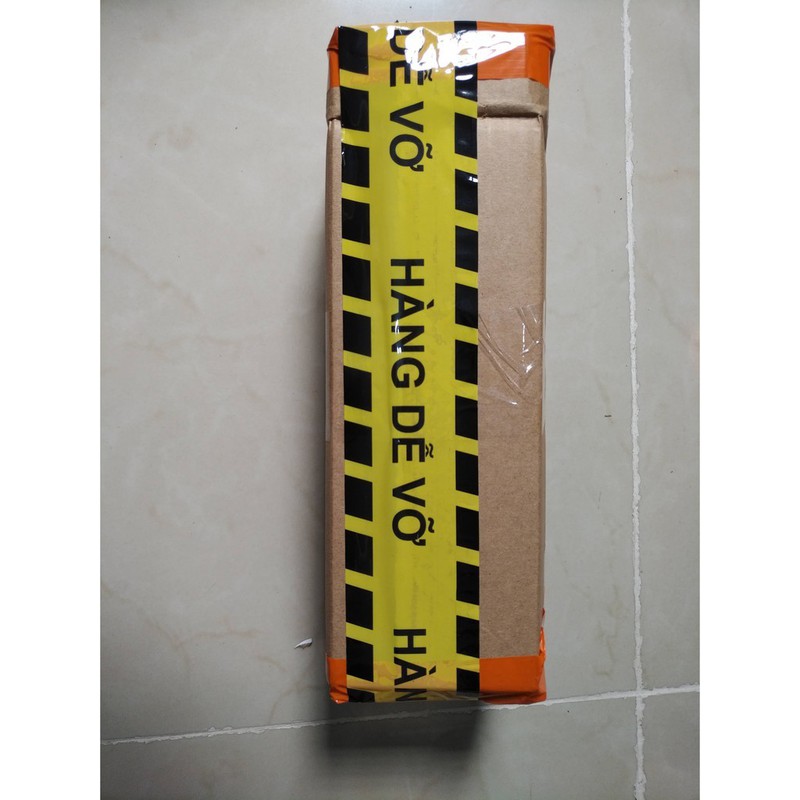 DỄ VỠ
HÀNG DỄ VỠ
HÀN